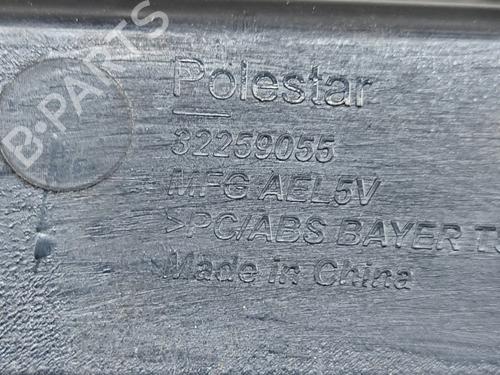 Polestar
32259055
MFG AEL5V
>PC/ABS BAYER
Made in China
B-PARTS